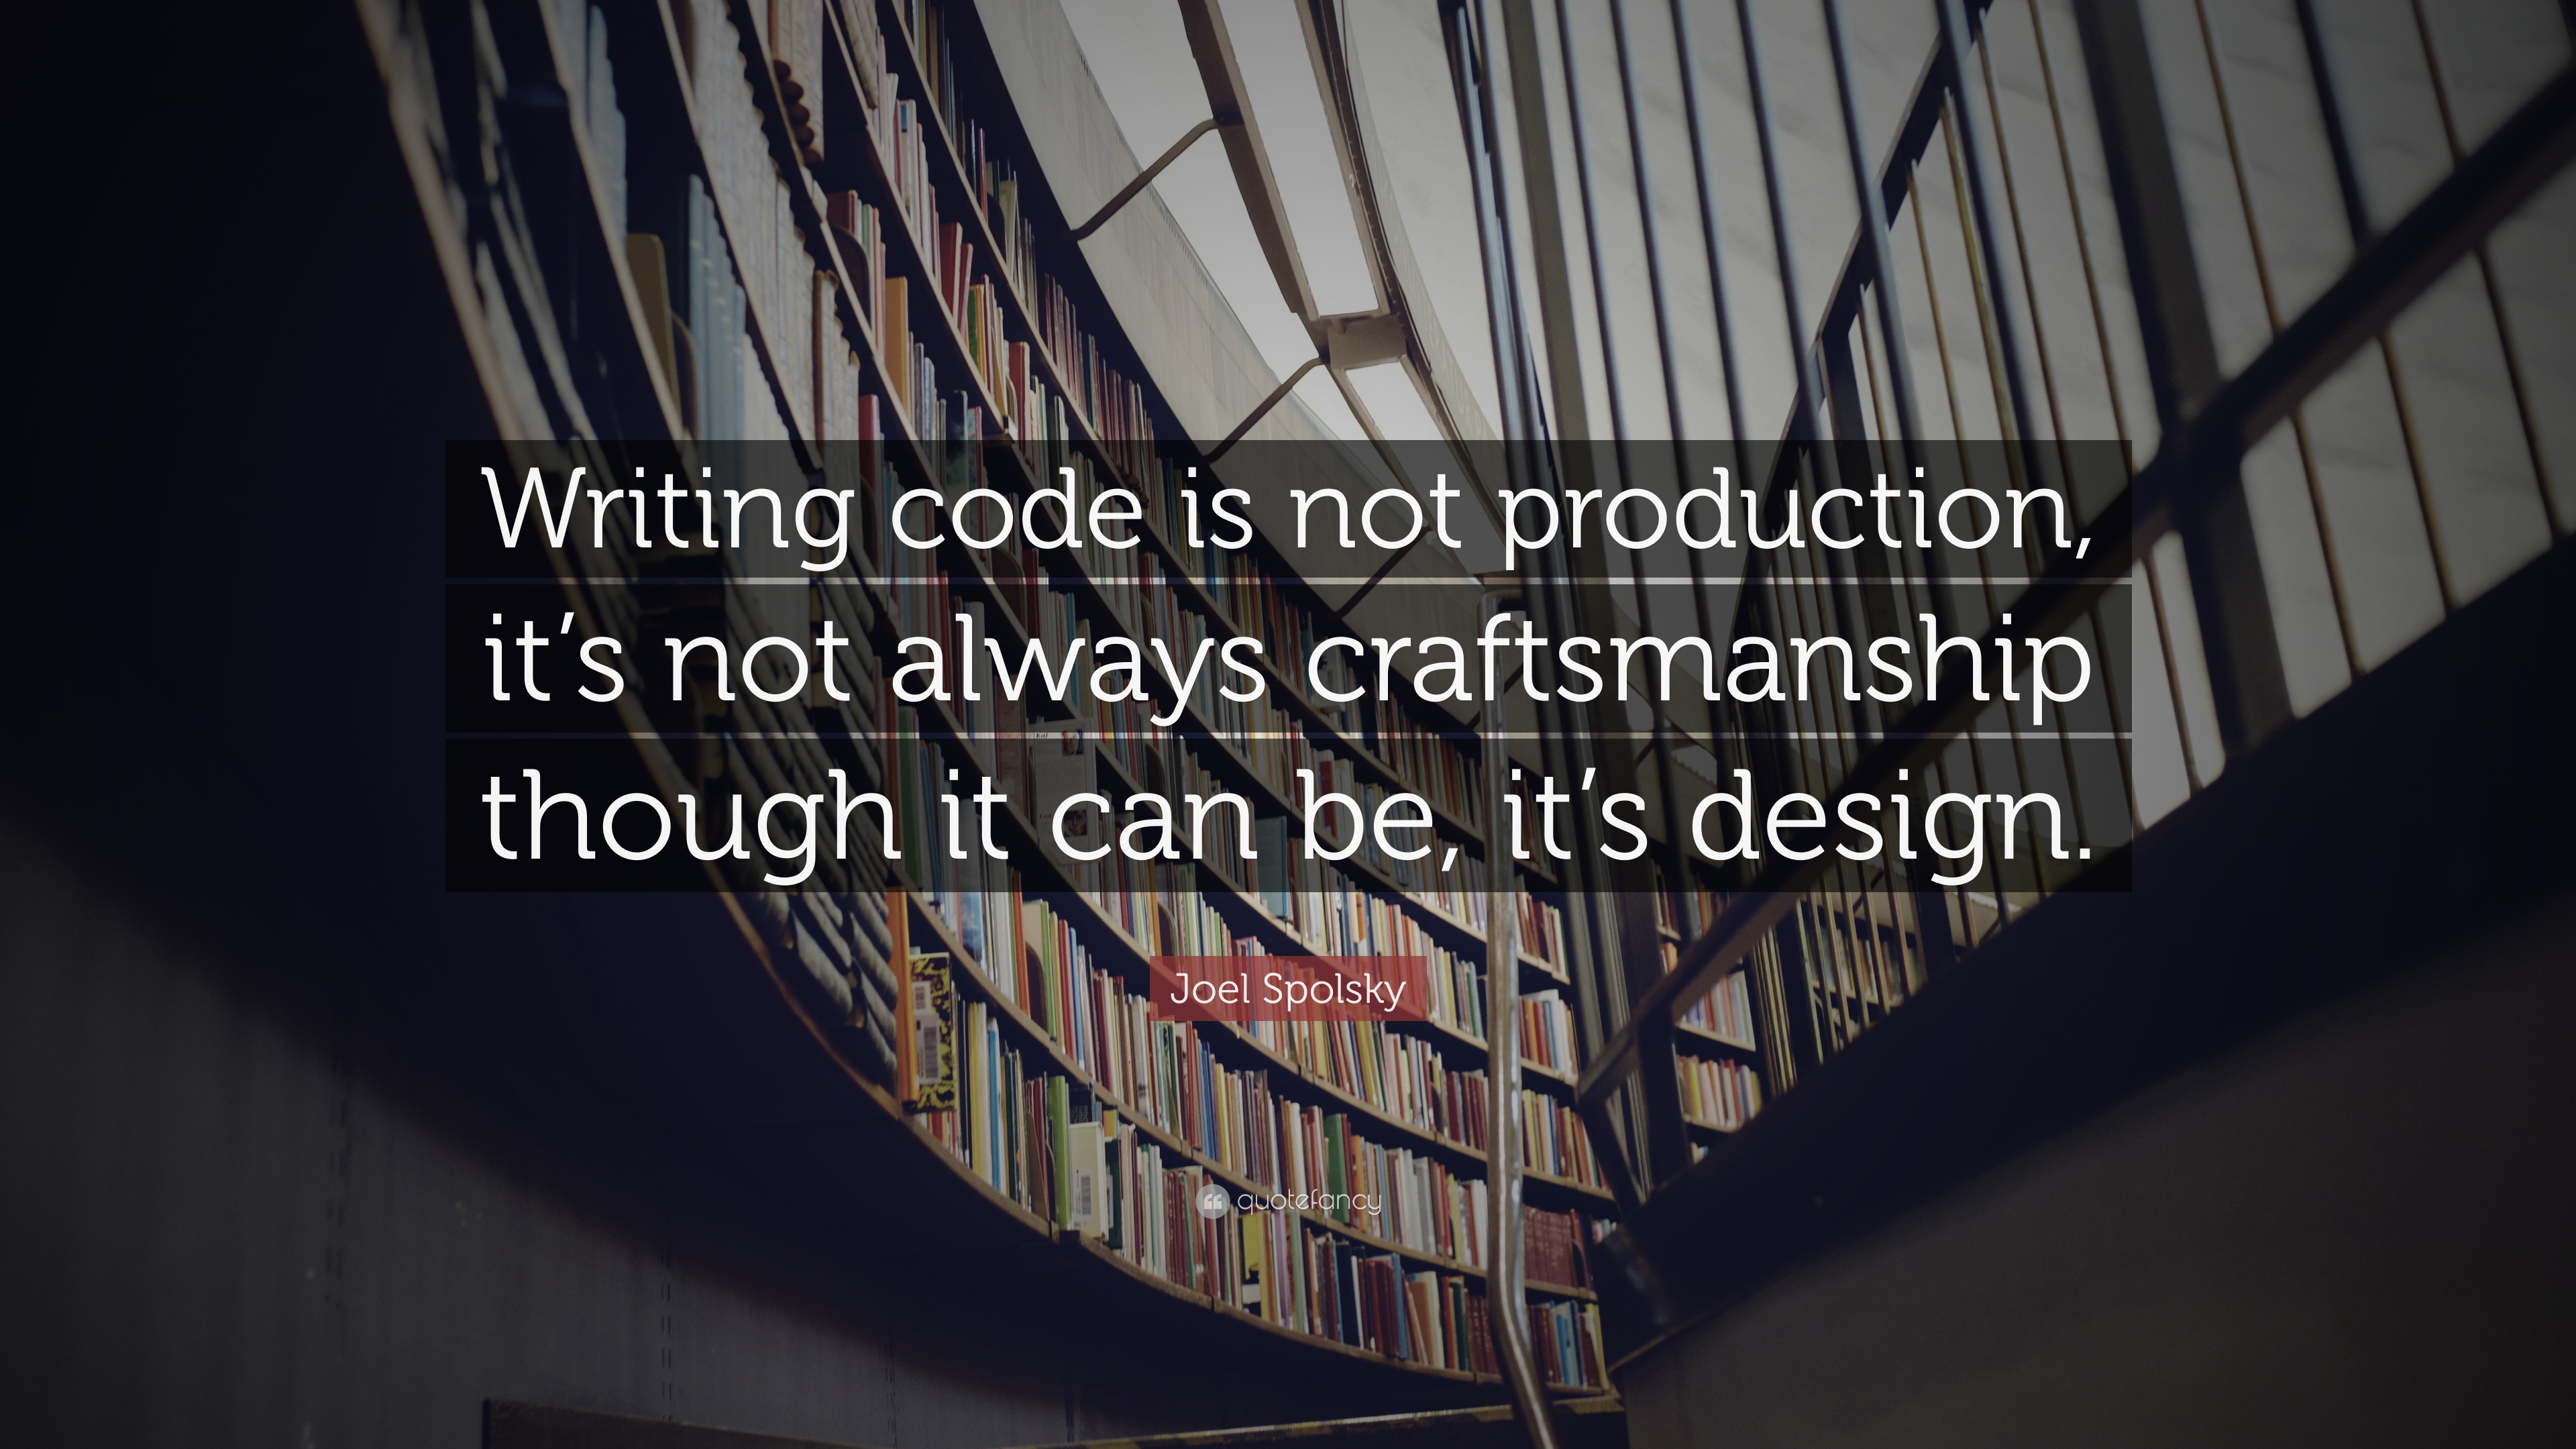 Writing code is not production,
it’s not always craftsmanship
though it can be, it’s design.
Joel Spolsky
quotefancy